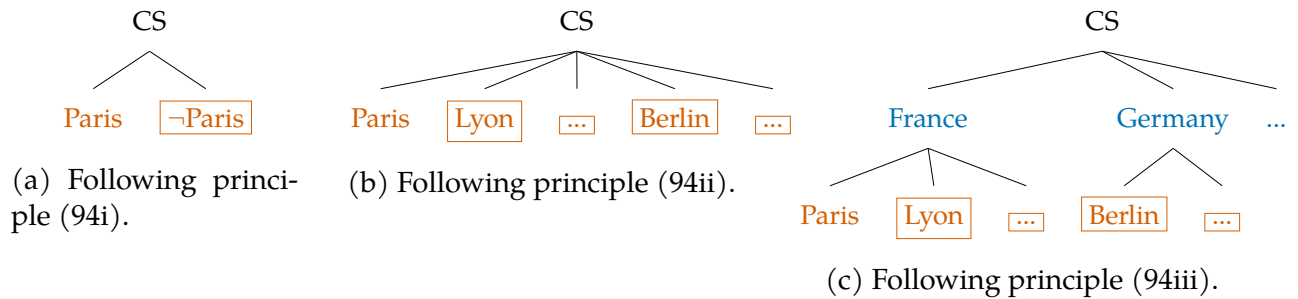 CS
Paris ¬Paris
(a) Following princi-
ple (94i).
CS
Paris Lyon ... Berlin ...
(b) Following principle (94ii).
CS
France Germany ...
Paris Lyon ... Berlin ...
(c) Following principle (94iii).